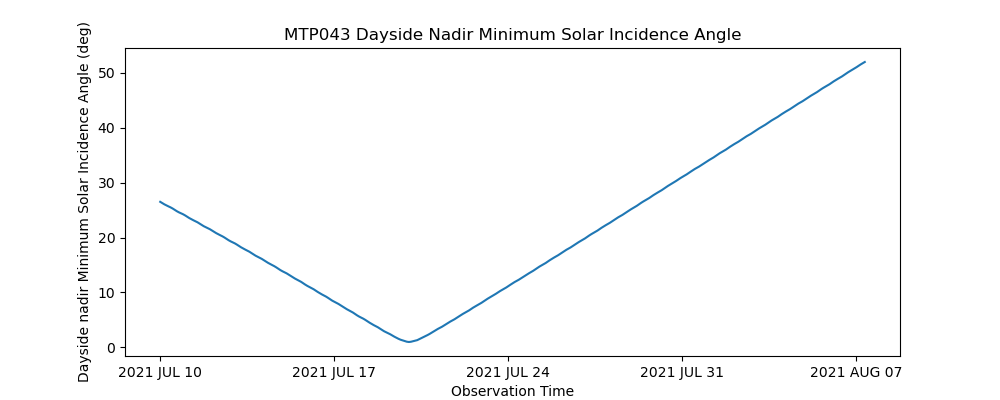 MTP043 Dayside Nadir Minimum Solar Incidence Angle
Dayside nadir Minimum Solar Incidence Angle (deg)
50
40
30
20
10
0
2021 JUL 10
2021 JUL 17
2021 JUL 24
2021 JUL 31
2021 AUG 07
Observation Time